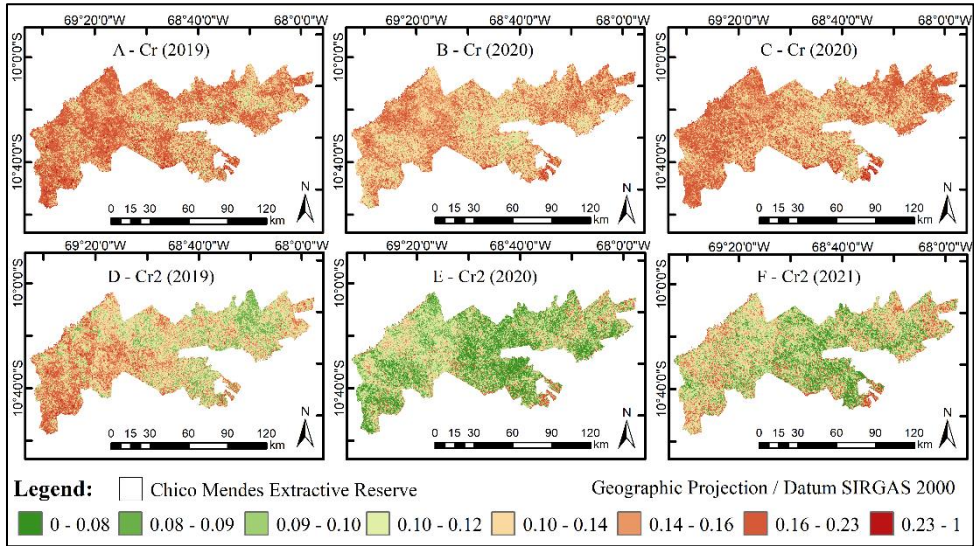 69°20'0"W 68°40'0"W 68°0'0"W 69°20'0"W 68°40'0"W 68°0'0"W 69°20'0"W 68°40'0"W 68°0'0"W
A - Cr (2019) B - Cr (2020) C - Cr (2020)
10°0'0"S 10°0'0"S 10°0'0"S
10°40'0"S 10°40'0"S 10°40'0"S
N N N
0 15 30 60 90 120 0 15 30 60 90 120 0 15 30 60 90 120
km km km
69°20'0"W 68°40'0"W 68°0'0"W 69°20'0"W 68°40'0"W 68°0'0"W 69°20'0"W 68°40'0"W 68°0'0"W
D - Cr2 (2019) E - Cr2 (2020) F - Cr2 (2021)
10°0'0"S 10°0'0"S 10°0'0"S
10°40'0"S 10°40'0"S 10°40'0"S
N N N
0 15 30 60 90 120 0 15 30 60 90 120 0 15 30 60 90 120
km km km
Legend: Chico Mendes Extractive Reserve Geographic Projection / Datum SIRGAS 2000
0 - 0.08 0.08 - 0.09 0.09 - 0.10 0.10 - 0.12 0.10 - 0.14 0.14 - 0.16 0.16 - 0.23 0.23 - 1